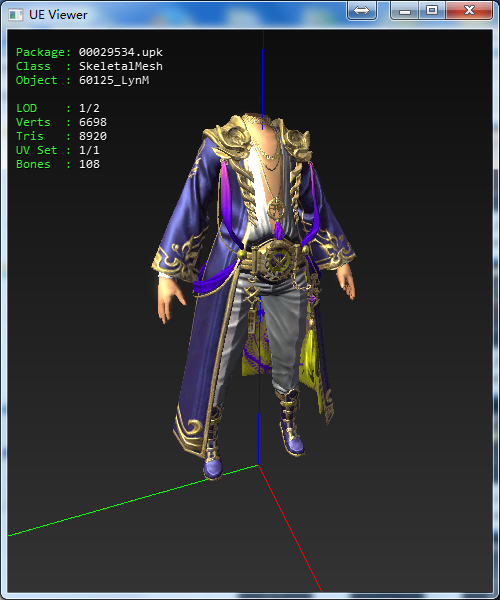 UE Viewer
Package: 00029534.upk
Class : SkeletalMesh
Object : 60125_LynM
LOD : 1/2
Verts : 6698
Tris : 8920
UV Set : 1/1
Bones : 108